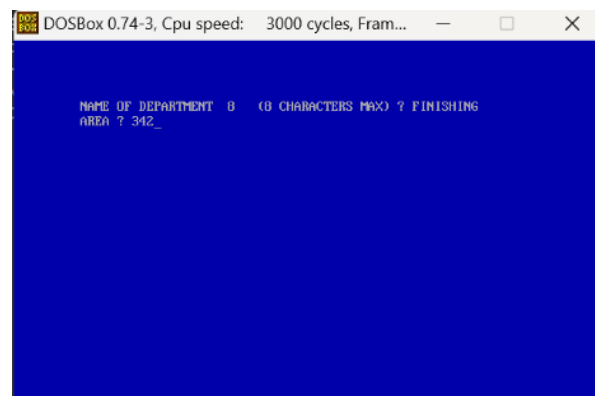 DOSBox 0.74-3, Cpu speed: 3000 cycles, Fram...
NAME OF DEPARTMENT 8 (8 CHARACTERS MAX) ? FINISHING
AREA ? 342_